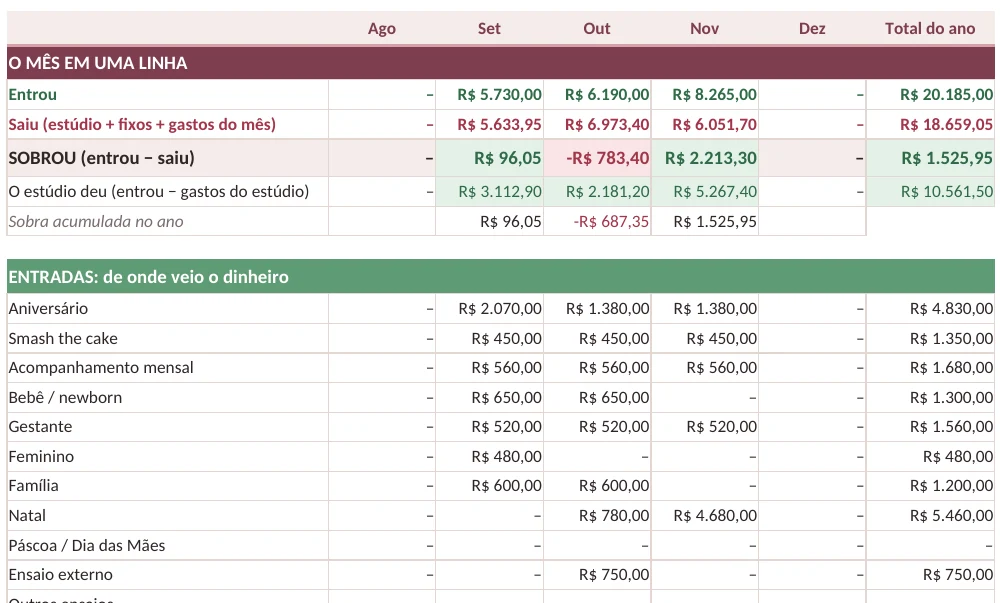 Ago Set Out Nov Dez Total do ano
O MÊS EM UMA LINHA
Entrou – R$ 5.730,00 R$ 6.190,00 R$ 8.265,00 – R$ 20.185,00
Saiu (estúdio + fixos + gastos do mês) – R$ 5.633,95 R$ 6.973,40 R$ 6.051,70 – R$ 18.659,05
SOBROU (entrou − saiu) – R$ 96,05 -R$ 783,40 R$ 2.213,30 – R$ 1.525,95
O estúdio deu (entrou − gastos do estúdio) – R$ 3.112,90 R$ 2.181,20 R$ 5.267,40 – R$ 10.561,50
Sobra acumulada no ano R$ 96,05 -R$ 687,35 R$ 1.525,95
ENTRADAS: de onde veio o dinheiro
Aniversário – R$ 2.070,00 R$ 1.380,00 R$ 1.380,00 – R$ 4.830,00
Smash the cake – R$ 450,00 R$ 450,00 R$ 450,00 – R$ 1.350,00
Acompanhamento mensal – R$ 560,00 R$ 560,00 R$ 560,00 – R$ 1.680,00
Bebê / newborn – R$ 650,00 R$ 650,00 – – R$ 1.300,00
Gestante – R$ 520,00 R$ 520,00 R$ 520,00 – R$ 1.560,00
Feminino – R$ 480,00 – – – R$ 480,00
Família – R$ 600,00 R$ 600,00 – – R$ 1.200,00
Natal – – R$ 780,00 R$ 4.680,00 – R$ 5.460,00
Páscoa / Dia das Mães – – – – – –
Ensaio externo – – R$ 750,00 – – R$ 750,00